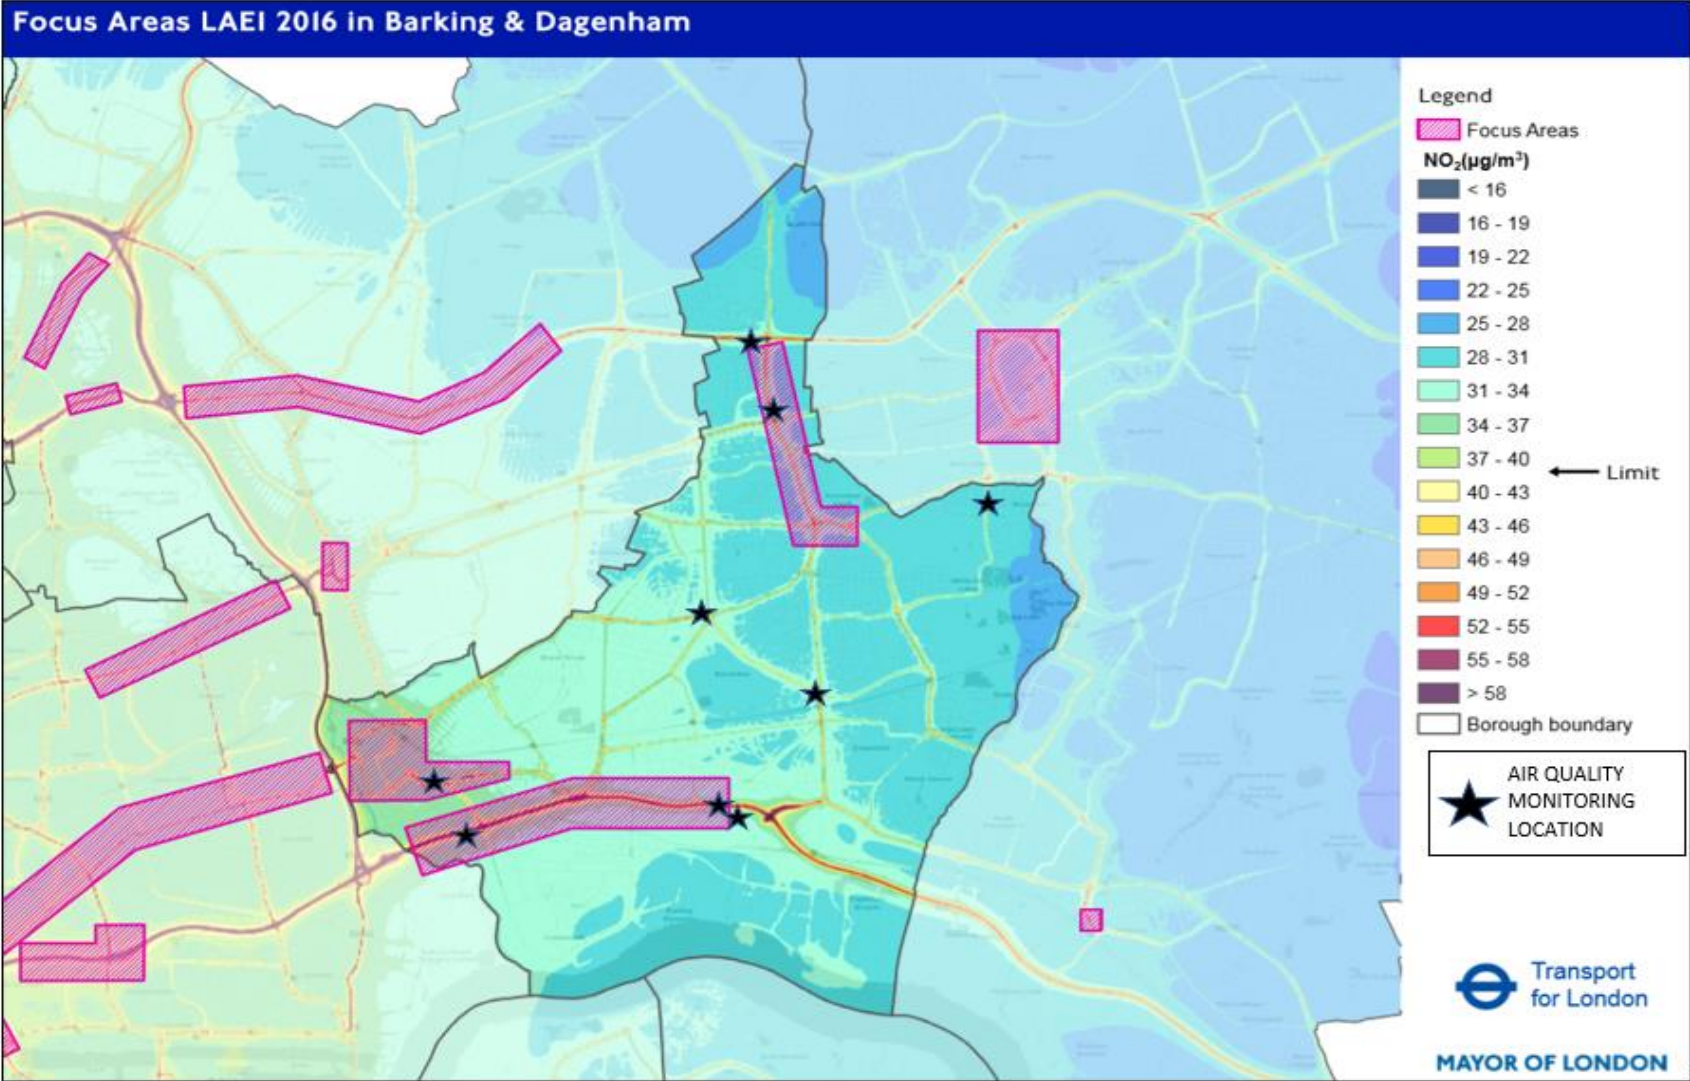 Focus Areas LAEI 2016 in Barking & Dagenham
Legend
Focus Areas
NO₂(µg/m³)
< 16
16 - 19
19 - 22
22 - 25
25 - 28
28 - 31
31 - 34
34 - 37
37 - 40
Limit
40 - 43
43 - 46
46 - 49
49 - 52
52 - 55
55 - 58
> 58
Borough boundary
AIR QUALITY
MONITORING
LOCATION
Transport
for London
MAYOR OF LONDON